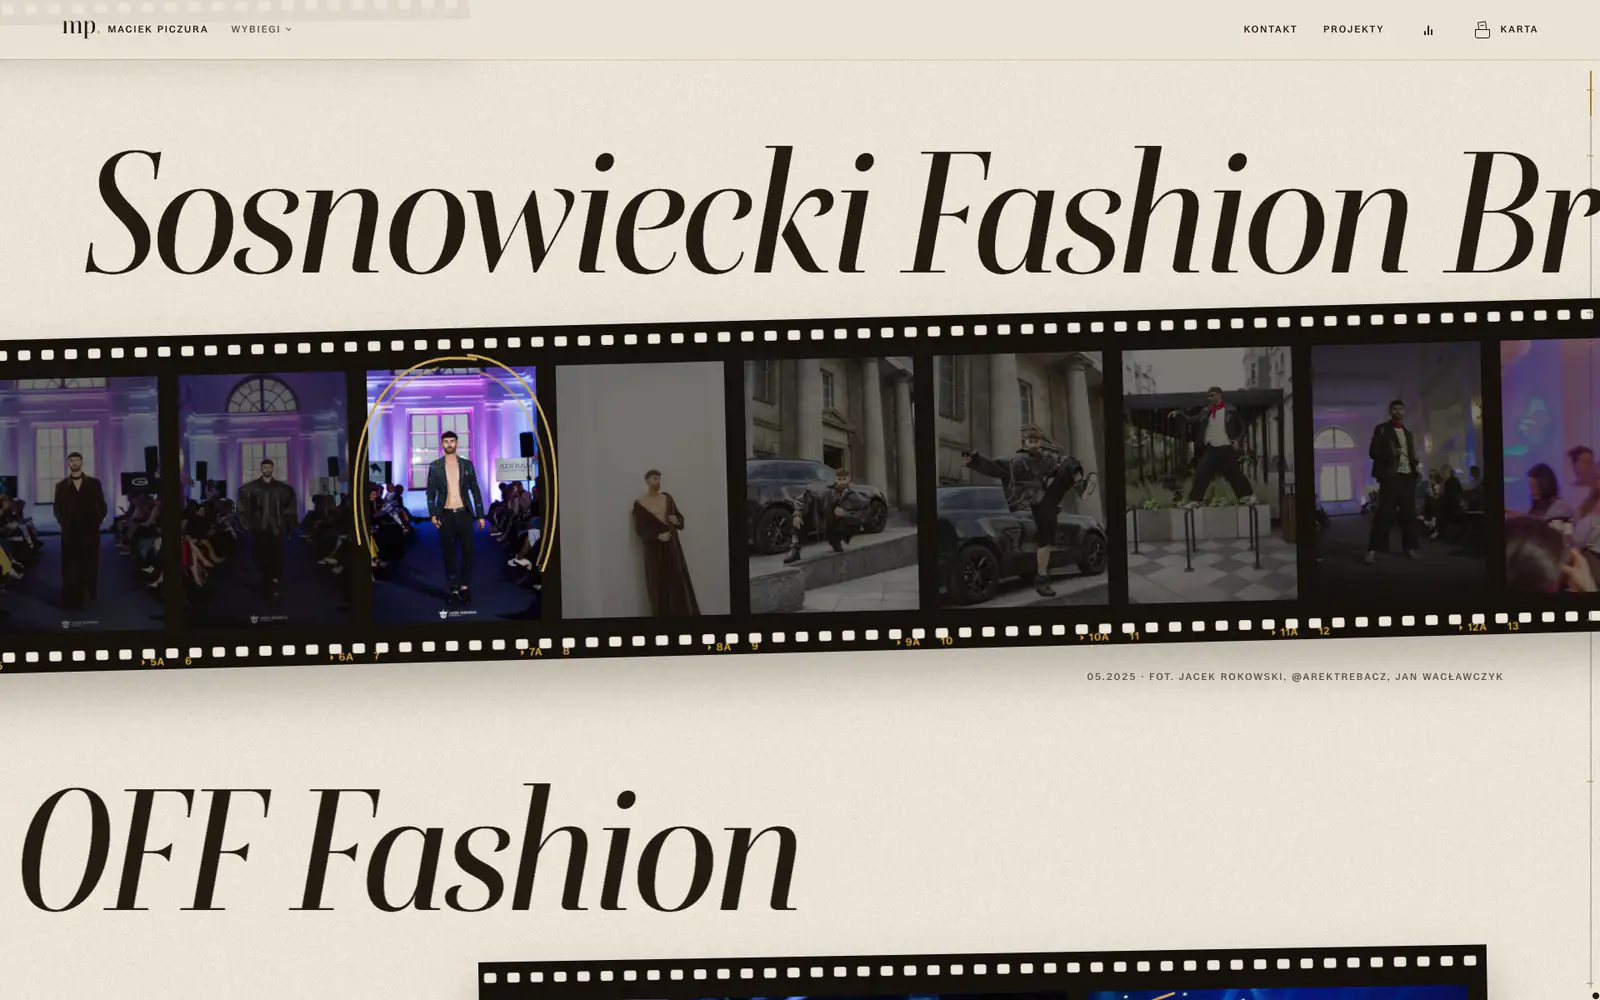 mp. MACIEK PICZURA WYBIEGI KONTAKT PROJEKTY KARTA
Sosnowiecki Fashion Br
5A 6 6A 7 7A 8 8A 9 9A 10 10A 11 11A 12 12A 13
05.2025 · FOT. JACEK ROKOWSKI, @AREKTREBACZ, JAN WACŁAWCZYK
OFF Fashion